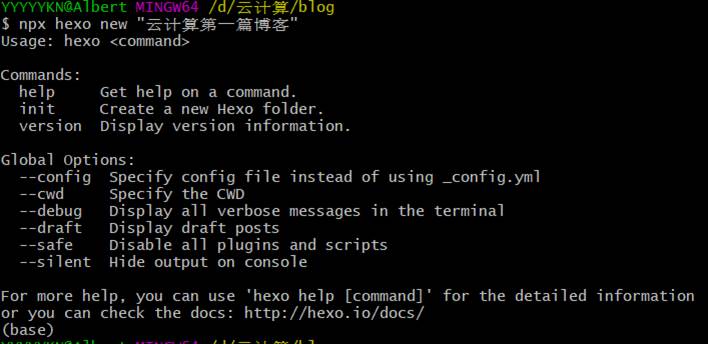 YYYYYKN@Albert MINGW64 /d/云计算/blog
$ npx hexo new "云计算第一篇博客"
Usage: hexo <command>
Commands:
help Get help on a command.
init Create a new Hexo folder.
version Display version information.
Global Options:
--config Specify config file instead of using _config.yml
--cwd Specify the CWD
--debug Display all verbose messages in the terminal
--draft Display draft posts
--safe Disable all plugins and scripts
--silent Hide output on console
For more help, you can use 'hexo help [command]' for the detailed information
or you can check the docs: http://hexo.io/docs/
(base)